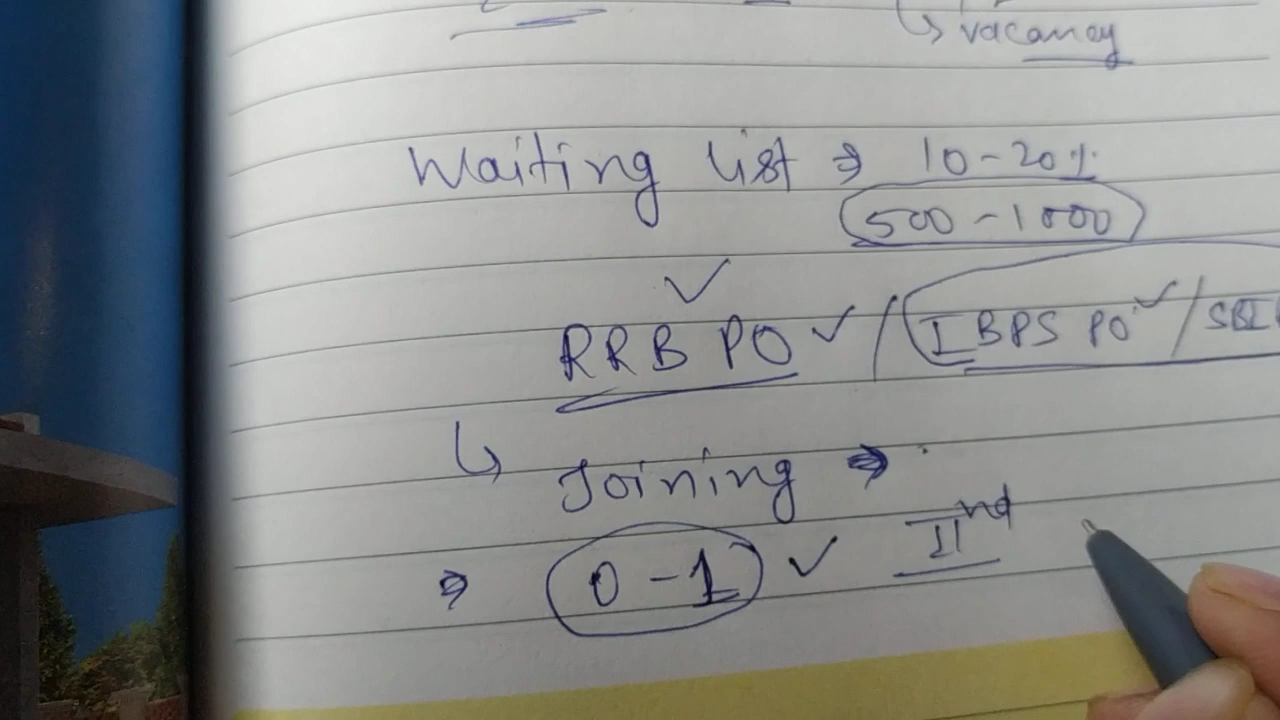 ↳ vacancy
Waiting list ⇒ 10-20%
500-1000
✓
RRB PO ✓ / IBPS PO ✓ / SBI
↳ Joining ⇒
⇒ 0-1 ✓ IInd